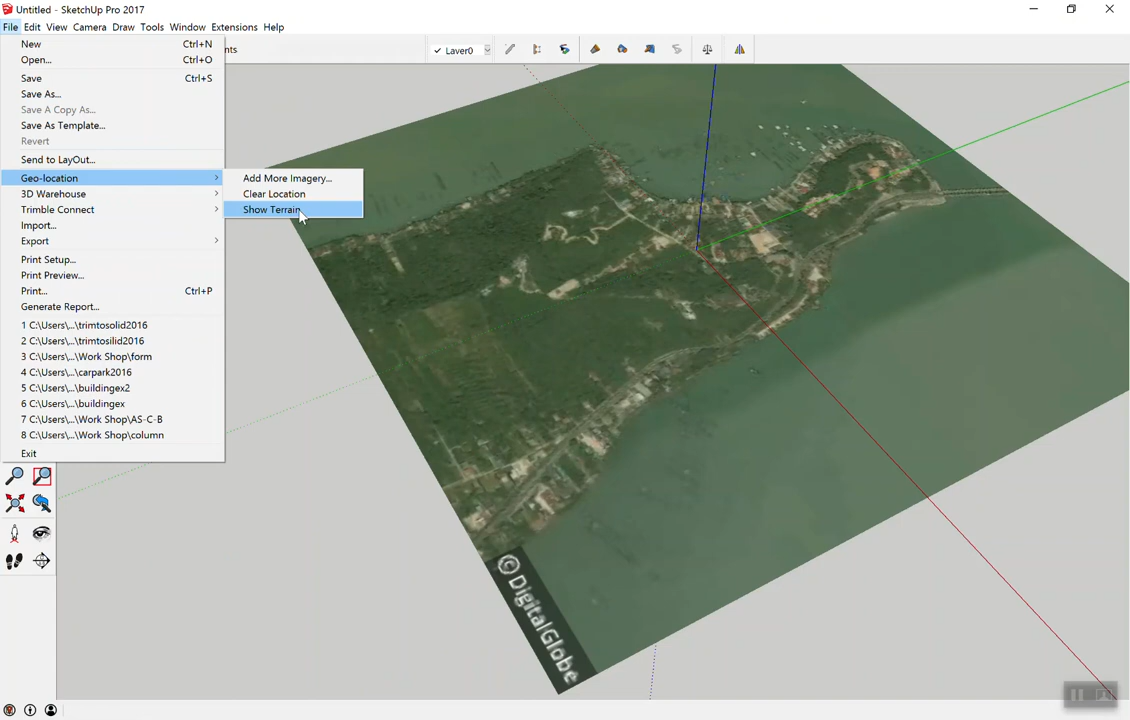 Untitled - SketchUp Pro 2017
File Edit View Camera Draw Tools Window Extensions Help
nts
✓ Layer0
New Ctrl+N
Open... Ctrl+O
Save Ctrl+S
Save As...
Save A Copy As...
Save As Template...
Revert
Send to LayOut...
Geo-location
3D Warehouse
Trimble Connect
Import...
Export
Print Setup...
Print Preview...
Print... Ctrl+P
Generate Report...
1 C:\Users\...\trimtosolid2016
2 C:\Users\...\trimtosilid2016
3 C:\Users\...\Work Shop\form
4 C:\Users\...\carpark2016
5 C:\Users\...\buildingex2
6 C:\Users\...\buildingex
7 C:\Users\...\Work Shop\AS-C-B
8 C:\Users\...\Work Shop\column
Exit
Add More Imagery...
Clear Location
Show Terrain
© DigitalGlobe